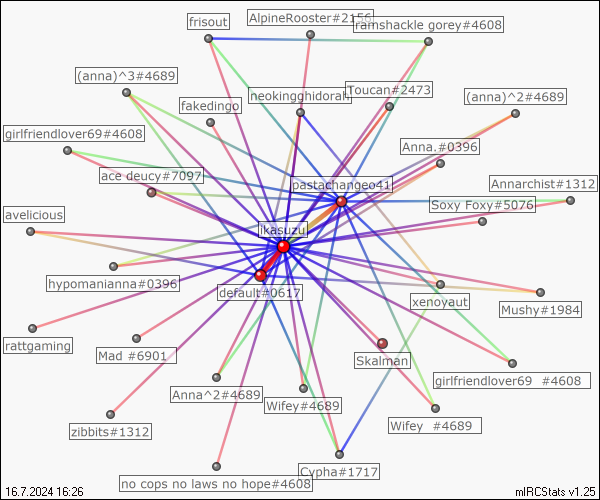 frisout
AlpineRooster#2156
ramshackle gorey#4608
(anna)^3#4689
fakedingo
neokingghidorah
Toucan#2473
(anna)^2#4689
girlfriendlover69#4608
Anna.#0396
ace deucy#7097
pastachangeo41
Annarchist#1312
avelicious
Soxy Foxy#5076
likasuzu
hypomanianna#0396
default#0617
xenoyaut
Mushy#1984
rattgaming
Mad #6901
Skalman
girlfriendlover69 #4608
Anna^2#4689
Wifey#4689
zibbits#1312
Wifey #4689
no cops no laws no hope#4608
Cypha#1717
16.7.2024 16:26
mIRCStats v1.25